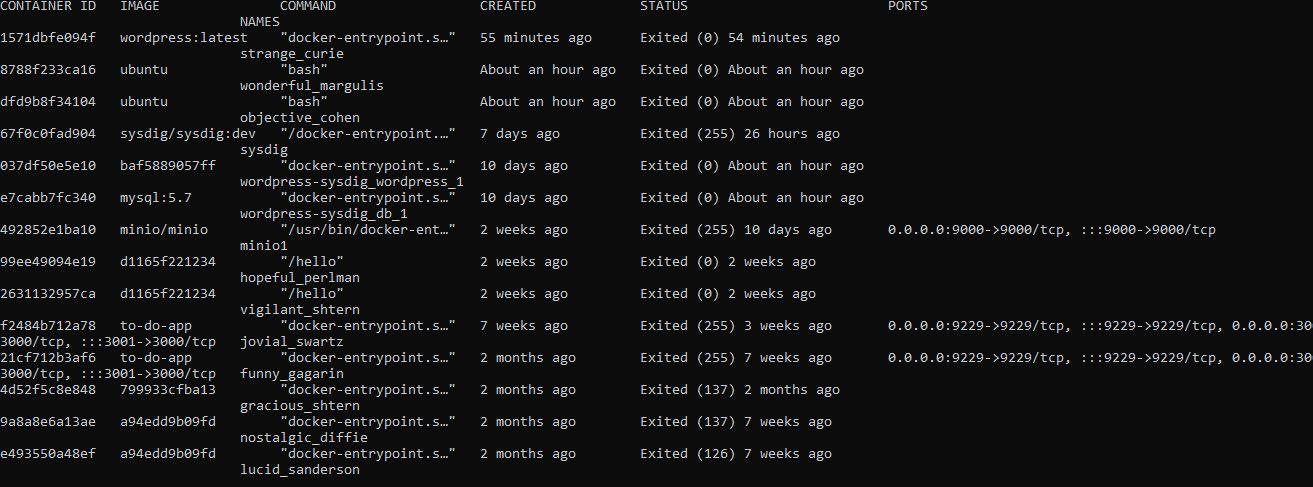 CONTAINER ID   IMAGE          COMMAND                  CREATED             STATUS                         PORTS
                              NAMES
1571dbfe094f   wordpress:latest    "docker-entrypoint.s…"   55 minutes ago      Exited (0) 54 minutes ago
                              strange_curie
8788f233ca16   ubuntu              "bash"                   About an hour ago   Exited (0) About an hour ago
                              wonderful_margulis
dfd9b8f34104   ubuntu              "bash"                   About an hour ago   Exited (0) About an hour ago
                              objective_cohen
67f0c0fad904   sysdig/sysdig:dev   "/docker-entrypoint.…"   7 days ago          Exited (255) 26 hours ago
                              sysdig
037df50e5e10   baf5889057ff        "docker-entrypoint.s…"   10 days ago         Exited (0) About an hour ago
                              wordpress-sysdig_wordpress_1
e7cabb7fc340   mysql:5.7           "docker-entrypoint.s…"   10 days ago         Exited (0) About an hour ago
                              wordpress-sysdig_db_1
492852e1ba10   minio/minio         "/usr/bin/docker-ent…"   2 weeks ago         Exited (255) 10 days ago       0.0.0.0:9000->9000/tcp, :::9000->9000/tcp
                              minio1
99ee49094e19   d1165f221234        "/hello"                 2 weeks ago         Exited (0) 2 weeks ago
                              hopeful_perlman
2631132957ca   d1165f221234        "/hello"                 2 weeks ago         Exited (0) 2 weeks ago
                              vigilant_shtern
f2484b712a78   to-do-app           "docker-entrypoint.s…"   7 weeks ago         Exited (255) 3 weeks ago       0.0.0.0:9229->9229/tcp, :::9229->9229/tcp, 0.0.0.0:30
3000/tcp, :::3001->3000/tcp   jovial_swartz
21cf712b3af6   to-do-app           "docker-entrypoint.s…"   2 months ago        Exited (255) 7 weeks ago       0.0.0.0:9229->9229/tcp, :::9229->9229/tcp, 0.0.0.0:30
3000/tcp, :::3001->3000/tcp   funny_gagarin
4d52f5c8e848   799933cfba13        "docker-entrypoint.s…"   2 months ago        Exited (137) 2 months ago
                              gracious_shtern
9a8a8e6a13ae   a94edd9b09fd        "docker-entrypoint.s…"   2 months ago        Exited (137) 7 weeks ago
                              nostalgic_diffie
e493550a48ef   a94edd9b09fd        "docker-entrypoint.s…"   2 months ago        Exited (126) 7 weeks ago
                              lucid_sanderson